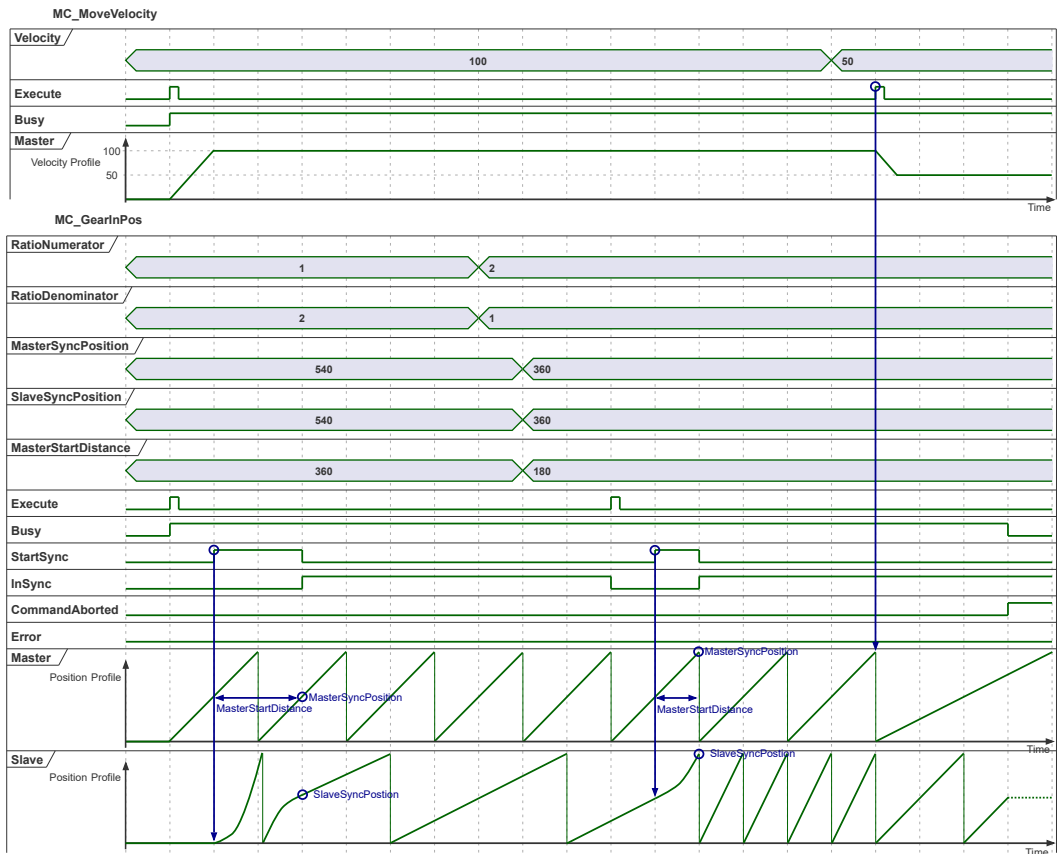 MC_MoveVelocity
Velocity
100
50
Execute
Busy
Master
Velocity Profile
100
50
Time
MC_GearInPos
RatioNumerator
1
2
RatioDenominator
2
1
MasterSyncPosition
540
360
SlaveSyncPosition
540
360
MasterStartDistance
360
180
Execute
Busy
StartSync
InSync
CommandAborted
Error
Master
Position Profile
MasterSyncPosition
MasterStartDistance
MasterSyncPosition
MasterStartDistance
Time
Slave
Position Profile
SlaveSyncPostion
SlaveSyncPostion
Time